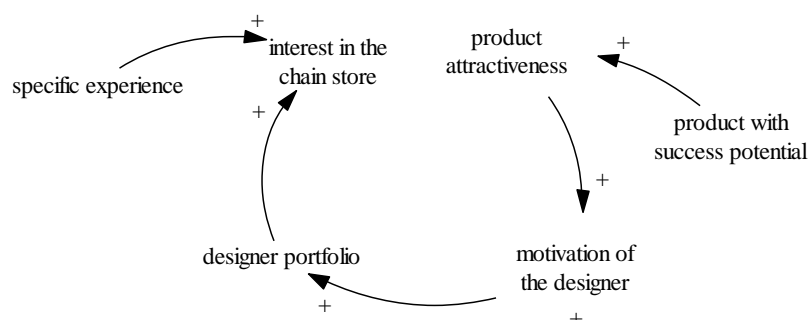 +
interest in the
chain store
specific experience
+
product
attractiveness
+
product with
success potential
+
designer portfolio
+
motivation of
the designer
+